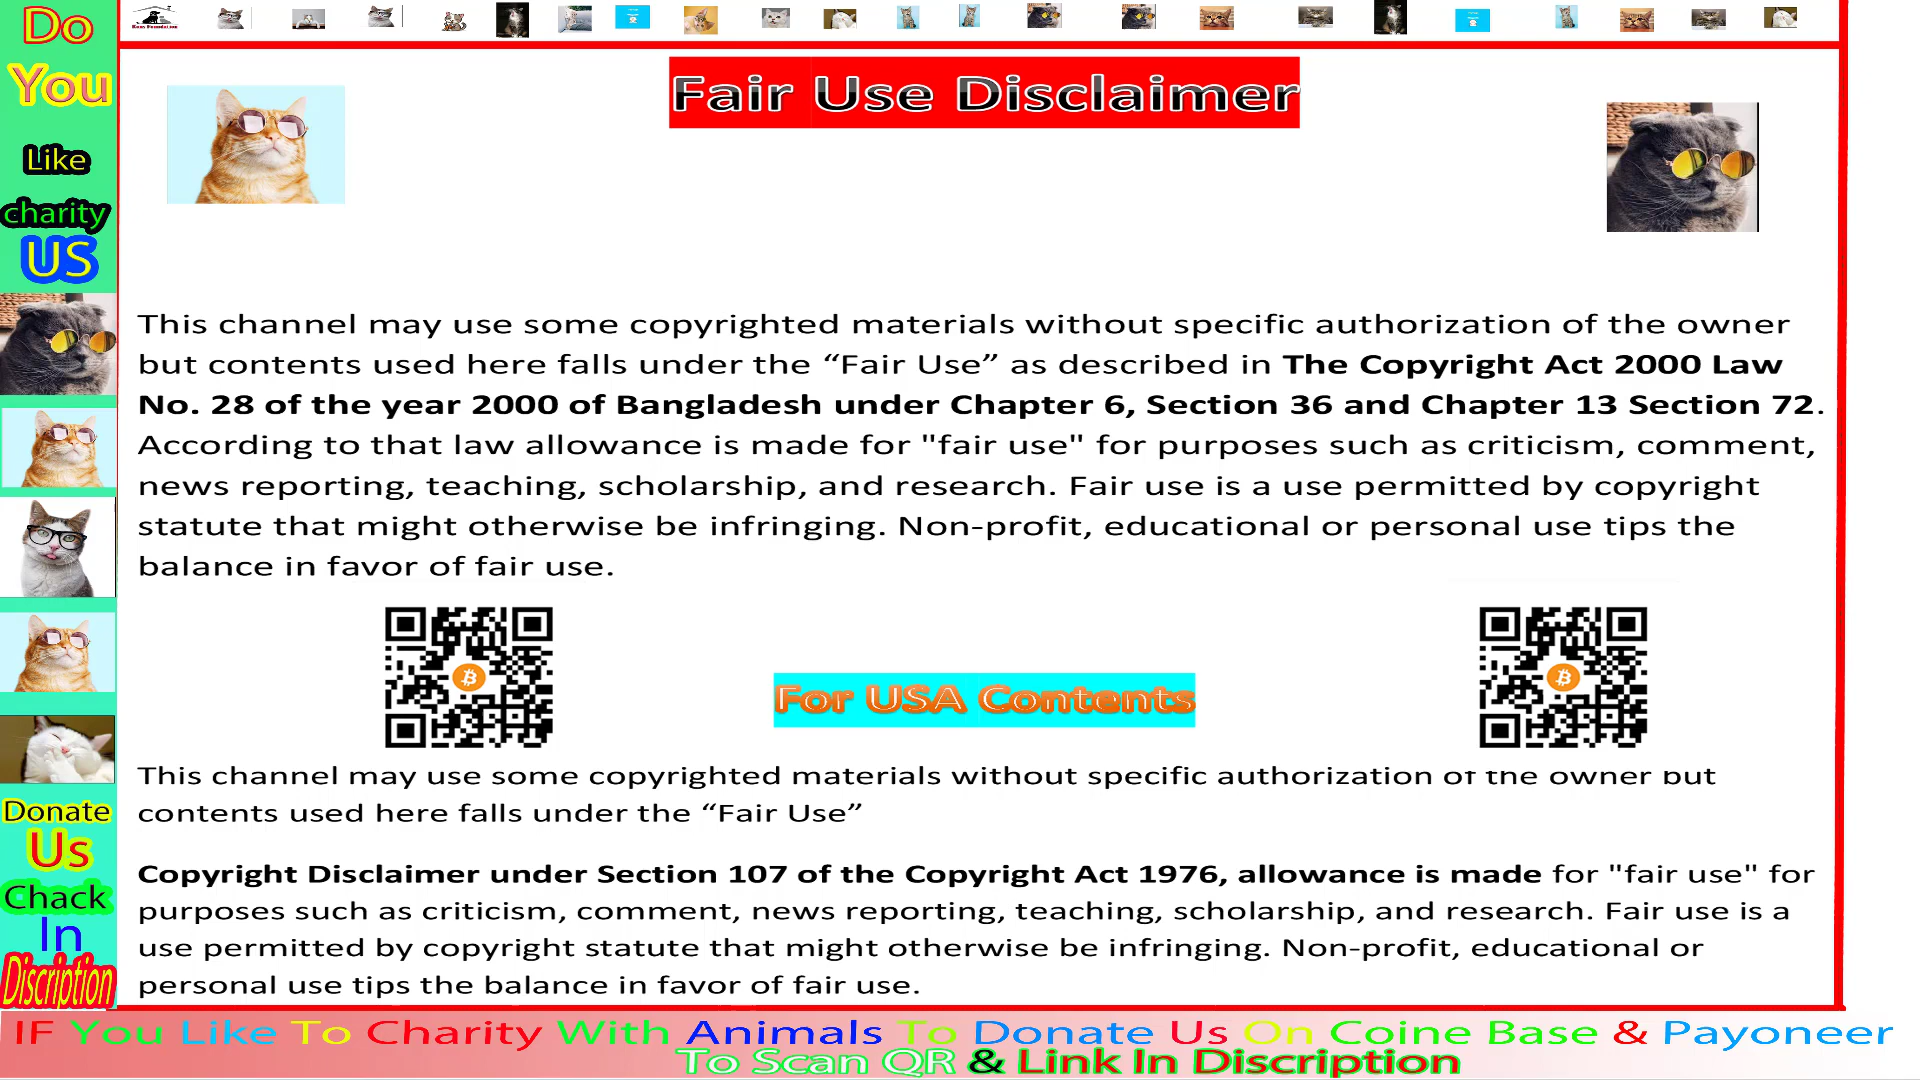 Do
You
Like
charity
US
Donate
Us
Chack
In
Discription
Fair Use Disclaimer
This channel may use some copyrighted materials without specific authorization of the owner
but contents used here falls under the “Fair Use” as described in The Copyright Act 2000 Law
No. 28 of the year 2000 of Bangladesh under Chapter 6, Section 36 and Chapter 13 Section 72.
According to that law allowance is made for "fair use" for purposes such as criticism, comment,
news reporting, teaching, scholarship, and research. Fair use is a use permitted by copyright
statute that might otherwise be infringing. Non-profit, educational or personal use tips the
balance in favor of fair use.
For USA Contents
This channel may use some copyrighted materials without specific authorization of the owner but
contents used here falls under the “Fair Use”
Copyright Disclaimer under Section 107 of the Copyright Act 1976, allowance is made for "fair use" for
purposes such as criticism, comment, news reporting, teaching, scholarship, and research. Fair use is a
use permitted by copyright statute that might otherwise be infringing. Non-profit, educational or
personal use tips the balance in favor of fair use.
IF You Like To Charity With Animals To Donate Us On Coine Base & Payoneer
To Scan QR & Link In Discription